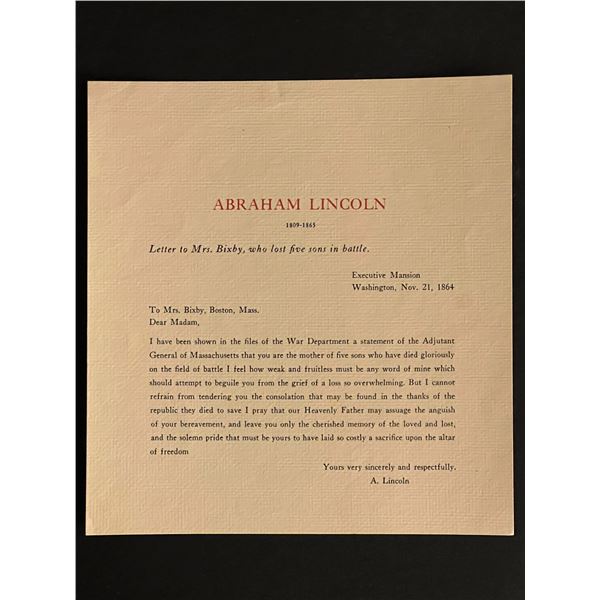 ABRAHAM LINCOLN
1809-1865
Letter to Mrs. Bixby, who lost five sons in battle.
Executive Mansion
Washington, Nov. 21, 1864
To Mrs. Bixby, Boston, Mass.
Dear Madam,
I have been shown in the files of the War Department a statement of the Adjutant
General of Massachusetts that you are the mother of five sons who have died gloriously
on the field of battle I feel how weak and fruitless must be any word of mine which
should attempt to beguile you from the grief of a loss so overwhelming. But I cannot
refrain from tendering you the consolation that may be found in the thanks of the
republic they died to save I pray that our Heavenly Father may assuage the anguish
of your bereavement, and leave you only the cherished memory of the loved and lost,
and the solemn pride that must be yours to have laid so costly a sacrifice upon the altar
of freedom
Yours very sincerely and respectfully.
A. Lincoln